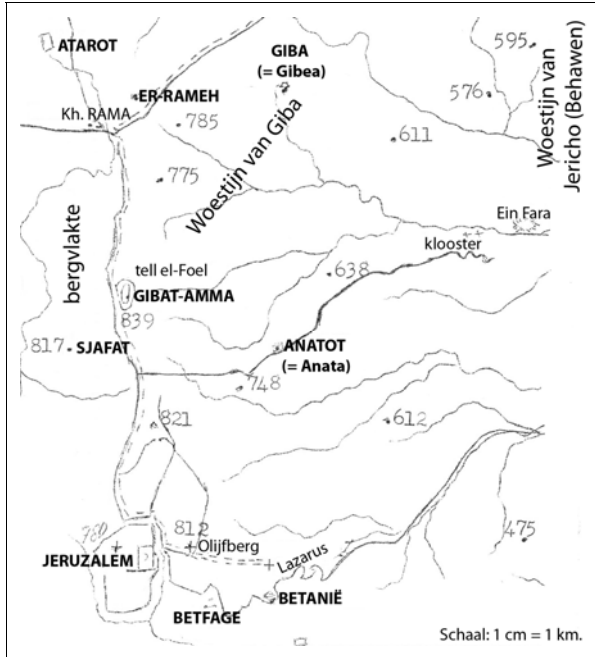 ATAROT
GIBA
(= Gibea)
595
ER-RAMEH
576
Kh. RAMA
785
611
Woestijn van
Jericho (Behawen)
775
Woestijn van Giba
Ein Fara
klooster
bergvlakte
tell el-Foel
638
GIBAT-AMMA
839
817
SJAFAT
ANATOT
(= Anata)
748
821
612
780
812
475
Olijfberg
JERUZALEM
Lazarus
BETANIË
BETFAGE
Schaal: 1 cm = 1 km.